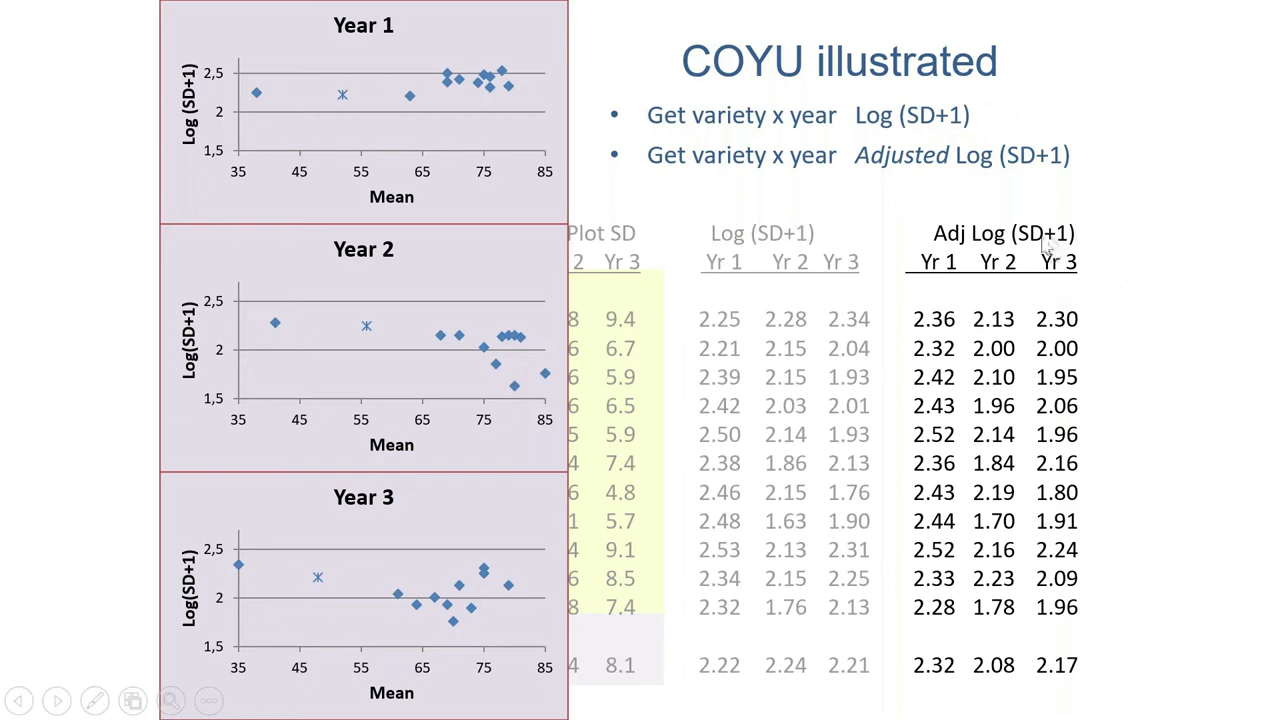 Year 1
Log (SD+1)
2,5
2
1,5
35 45 55 65 75 85
Mean
Year 2
Log(SD+1)
2,5
2
1,5
35 45 55 65 75 85
Mean
Year 3
Log(SD+1)
2,5
2
1,5
35 45 55 65 75 85
Mean
COYU illustrated
• Get variety x year Log (SD+1)
• Get variety x year Adjusted Log (SD+1)
Plot SD Log (SD+1) Adj Log (SD+1)
2 Yr 3 Yr 1 Yr 2 Yr 3 Yr 1 Yr 2 Yr 3
8 9.4 2.25 2.28 2.34 2.36 2.13 2.30
6 6.7 2.21 2.15 2.04 2.32 2.00 2.00
6 5.9 2.39 2.15 1.93 2.42 2.10 1.95
6 6.5 2.42 2.03 2.01 2.43 1.96 2.06
5 5.9 2.50 2.14 1.93 2.52 2.14 1.96
4 7.4 2.38 1.86 2.13 2.36 1.84 2.16
6 4.8 2.46 2.15 1.76 2.43 2.19 1.80
1 5.7 2.48 1.63 1.90 2.44 1.70 1.91
4 9.1 2.53 2.13 2.31 2.52 2.16 2.24
6 8.5 2.34 2.15 2.25 2.33 2.23 2.09
8 7.4 2.32 1.76 2.13 2.28 1.78 1.96
4 8.1 2.22 2.24 2.21 2.32 2.08 2.17